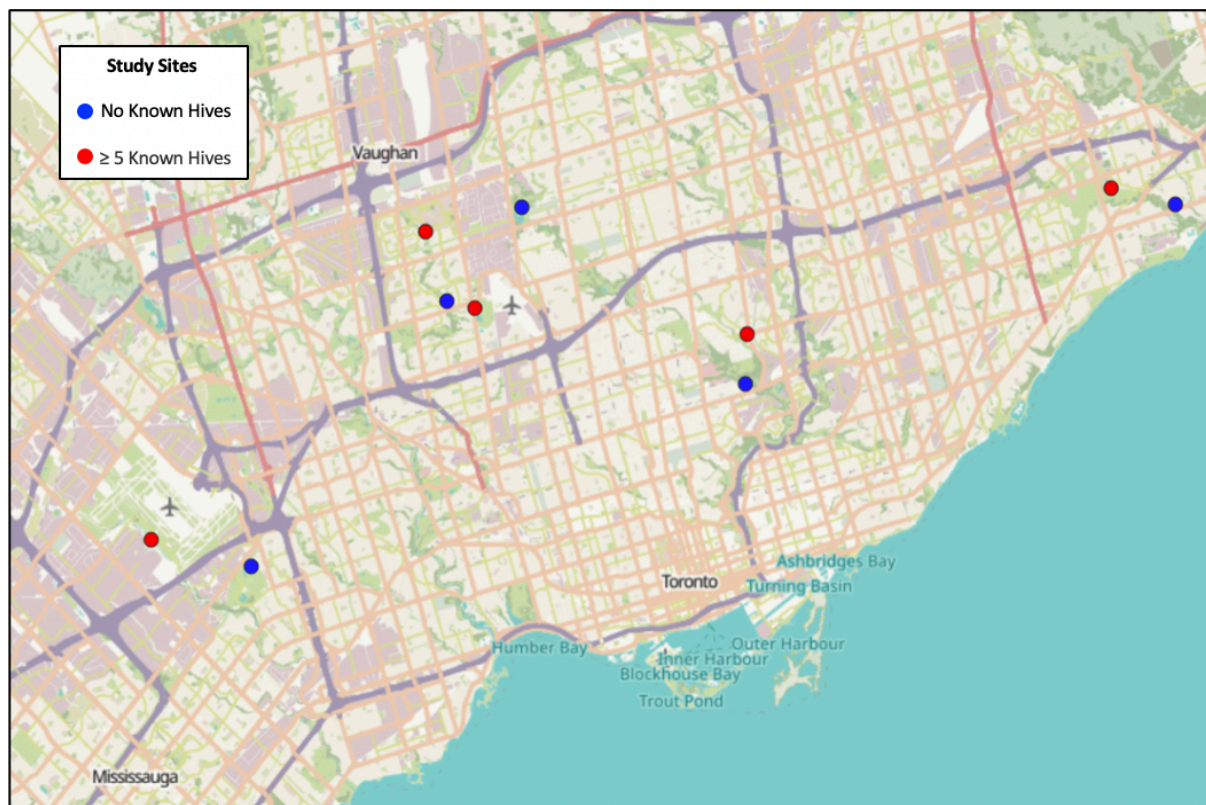 Study Sites
No Known Hives
≥ 5 Known Hives
Vaughan
Ashbridges Bay
Toronto
Turning Basin
Humber Bay
Outer Harbour
Inner Harbour
Blockhouse Bay
Trout Pond
Mississauga